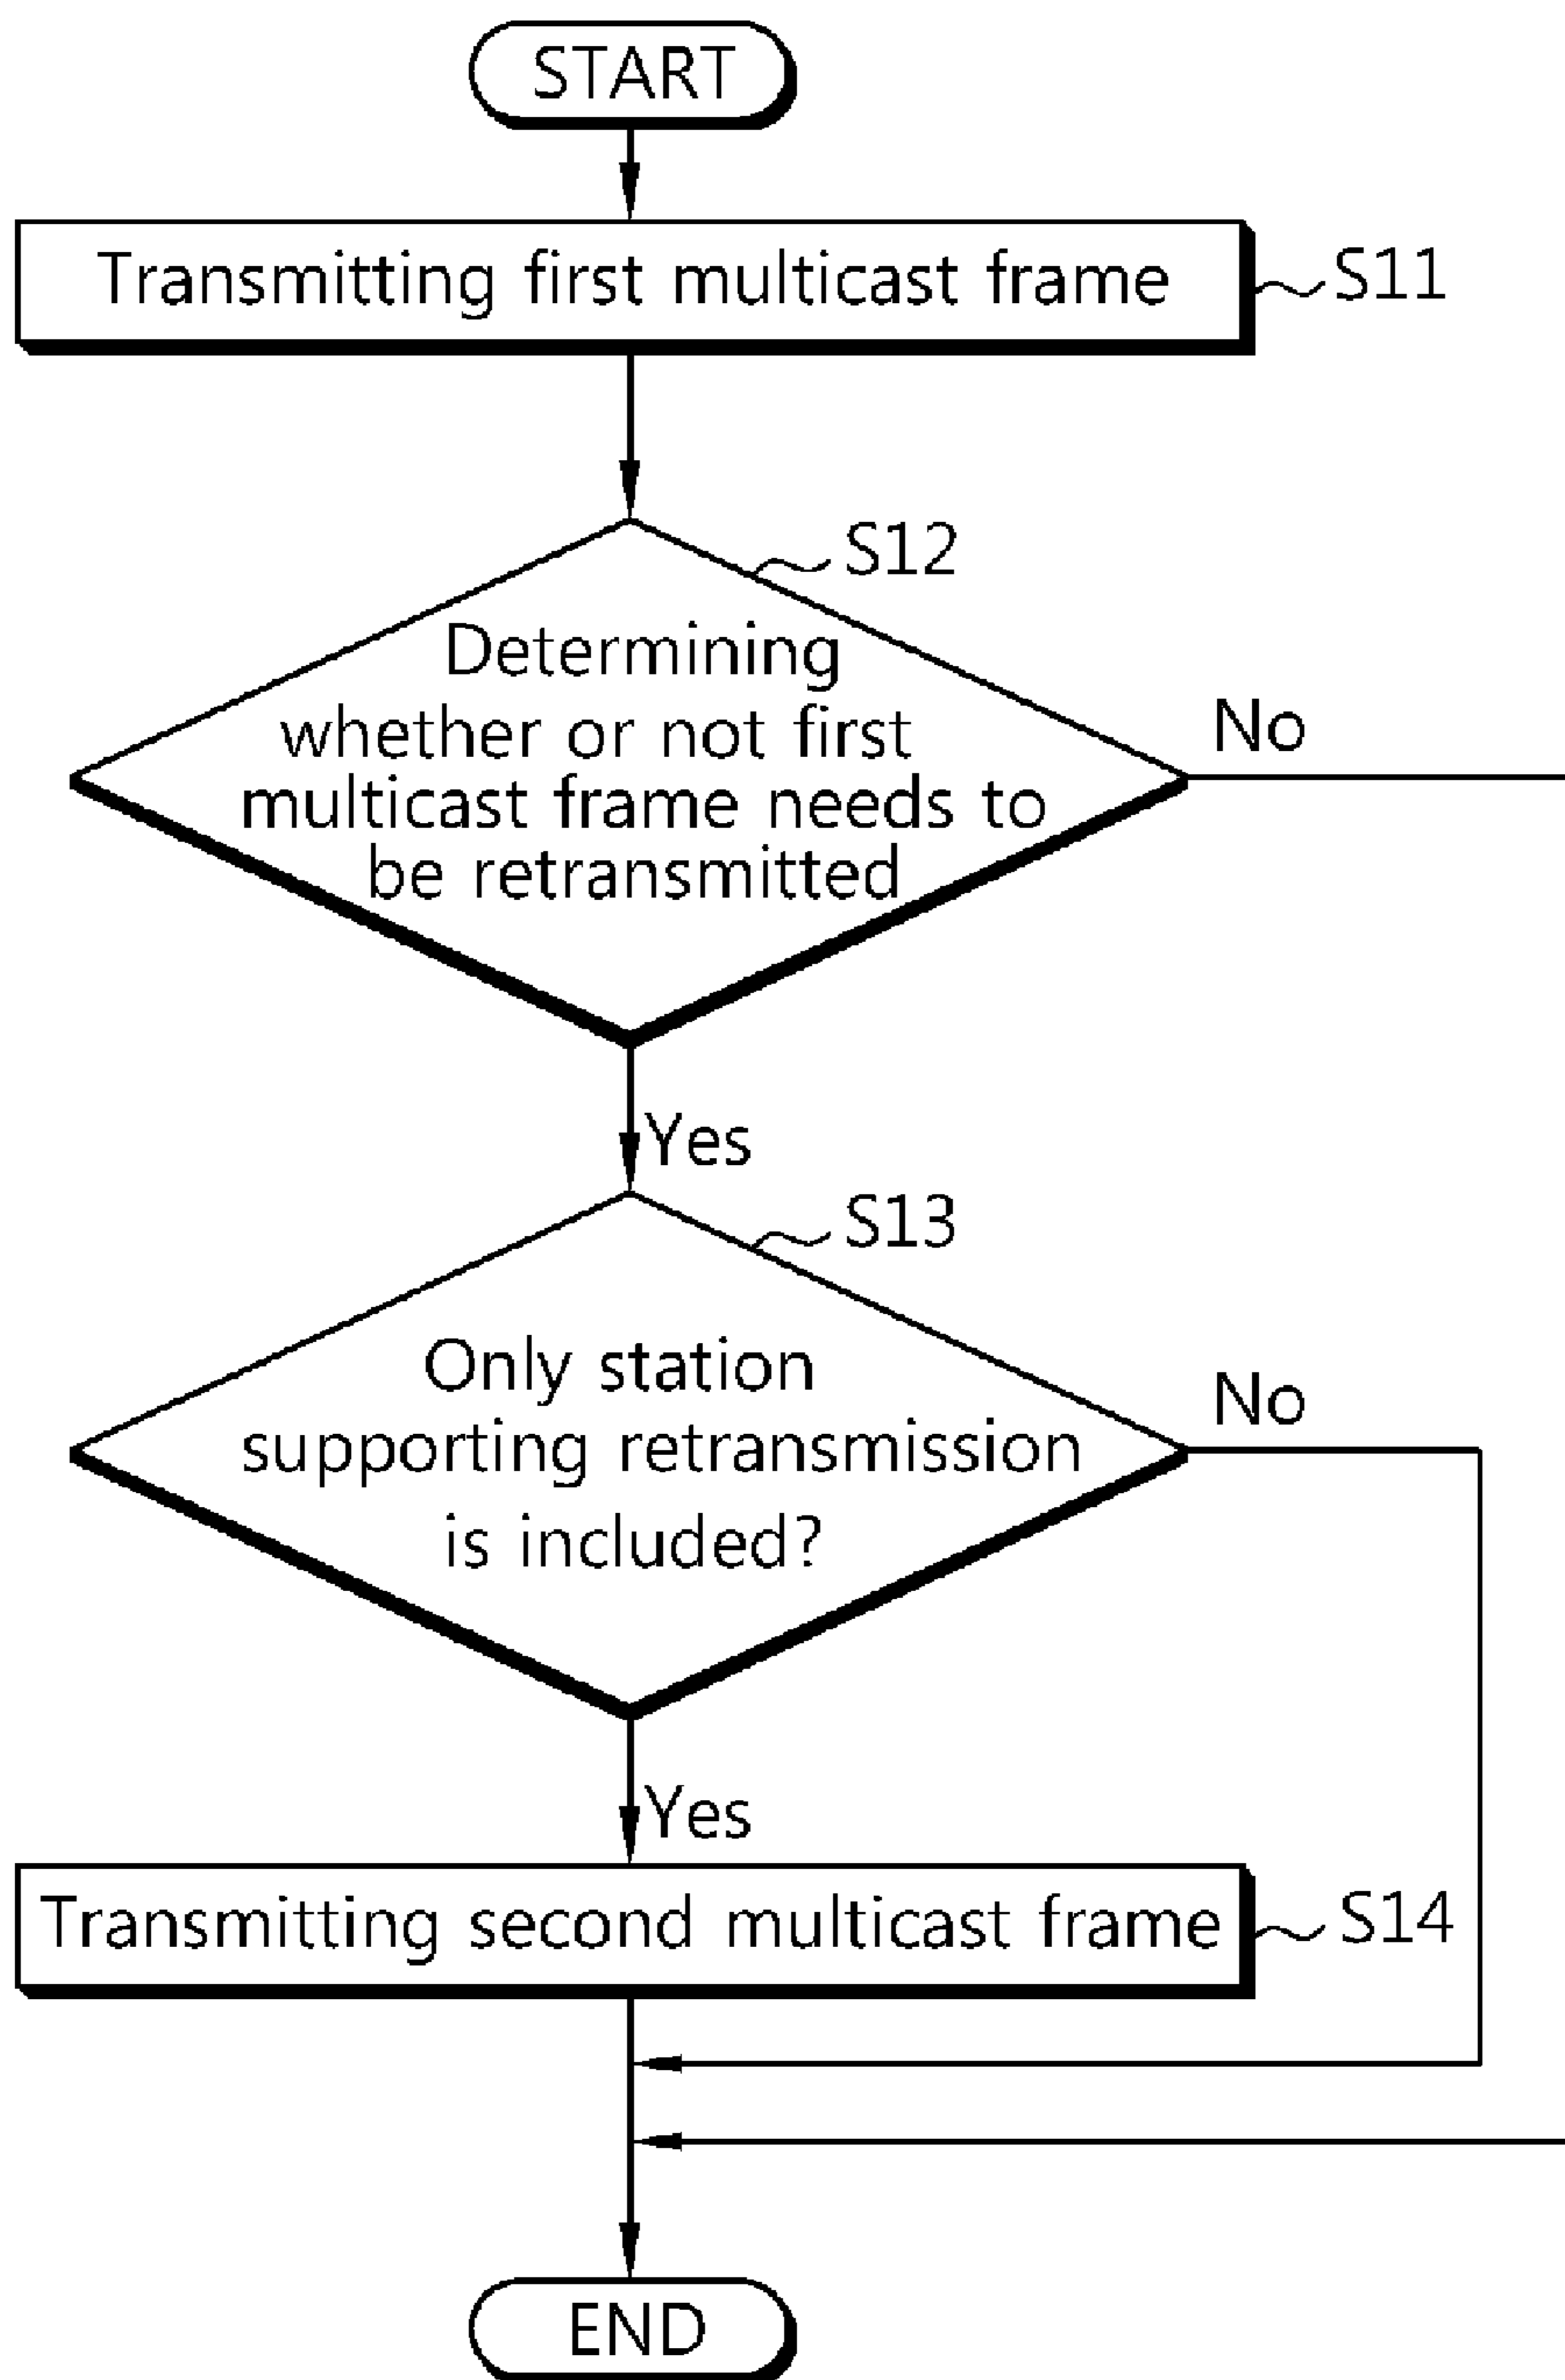 START
Transmitting first multicast frame
S11
S12
Determining
whether or not first
multicast frame needs to
be retransmitted
No
Yes
S13
Only station
supporting retransmission
is included?
No
Yes
Transmitting second multicast frame
S14
END